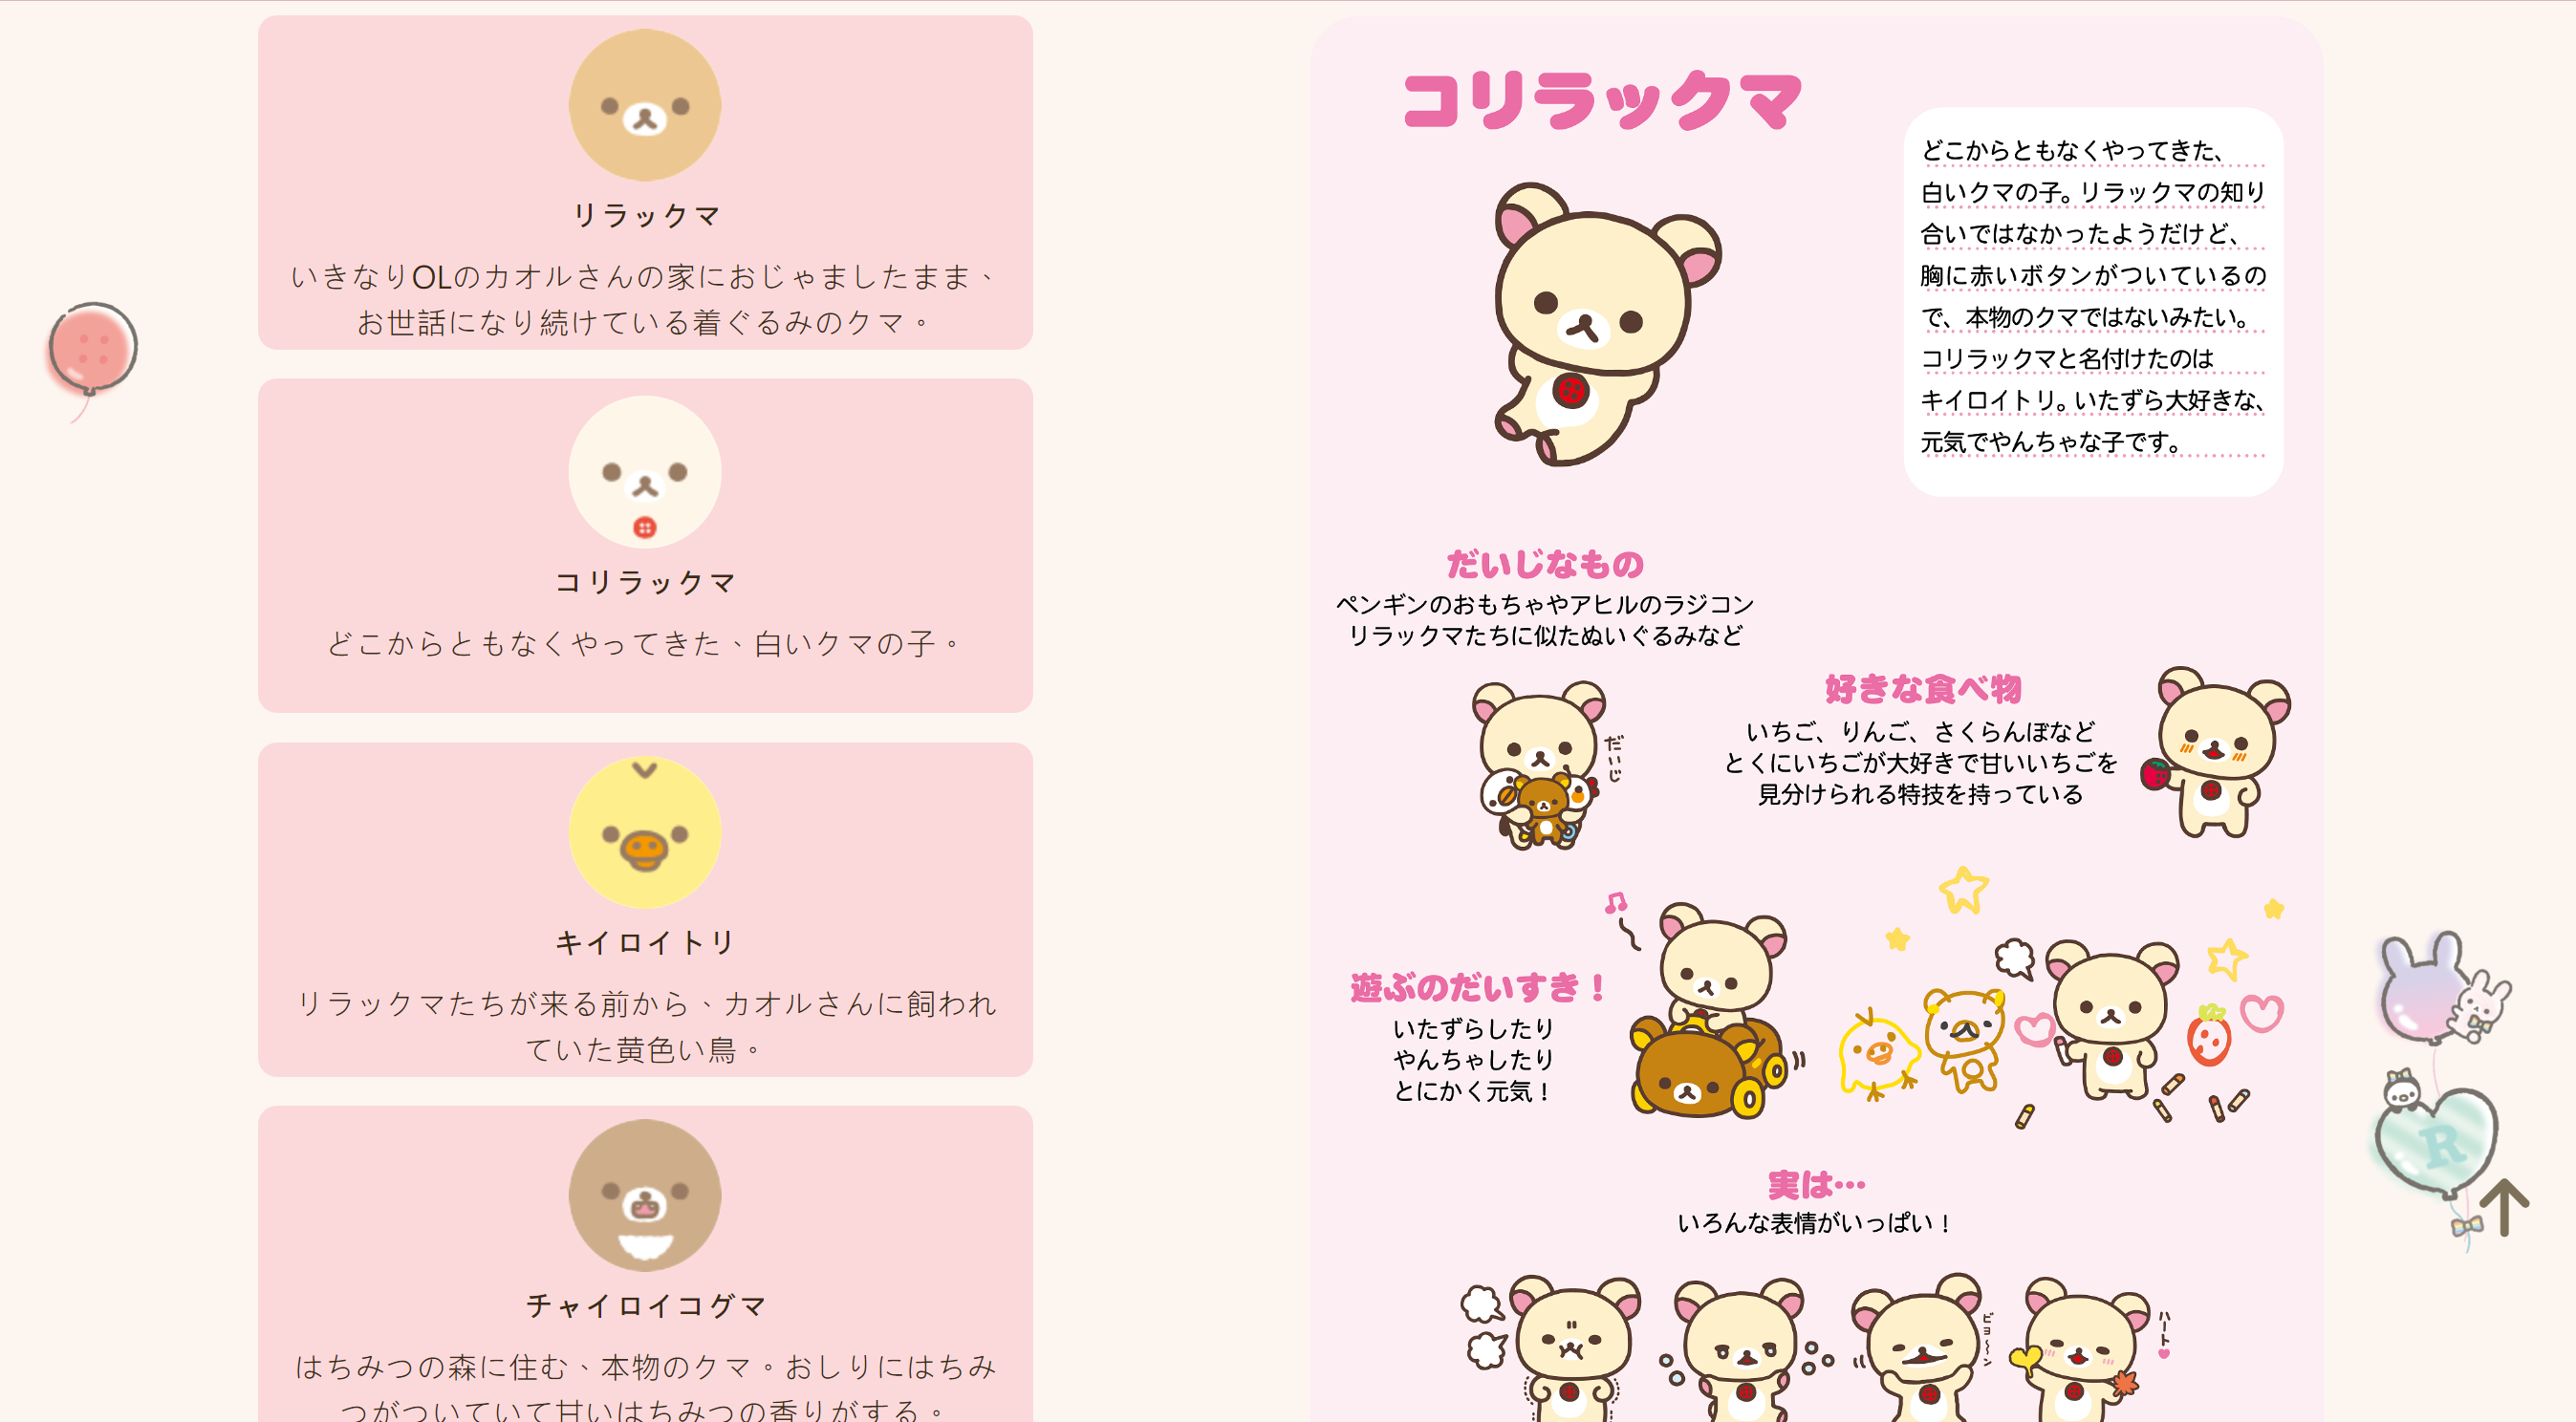 リラックマ
いきなりOLのカオルさんの家におじゃましたまま、
お世話になり続けている着ぐるみのクマ。
コリラックマ
どこからともなくやってきた、白いクマの子。
キイロイトリ
リラックマたちが来る前から、カオルさんに飼われ
ていた黄色い鳥。
チャイロイコグマ
はちみつの森に住む、本物のクマ。おしりにはちみ
つがついていて甘いはちみつの香りがする。
コリラックマ
どこからともなくやってきた、
白いクマの子。リラックマの知り
合いではなかったようだけど、
胸に赤いボタンがついているの
で、本物のクマではないみたい。
コリラックマと名付けたのは
キイロイトリ。いたずら大好きな、
元気でやんちゃな子です。
だいじなもの
ペンギンのおもちゃやアヒルのラジコン
リラックマたちに似たぬいぐるみなど
だいじ
好きな食べ物
いちご、りんご、さくらんぼなど
とくにいちごが大好きで甘いいちごを
見分けられる特技を持っている
遊ぶのだいすき！
いたずらしたり
やんちゃしたり
とにかく元気！
実は…
いろんな表情がいっぱい！
ビョ〜ン
ハート
R